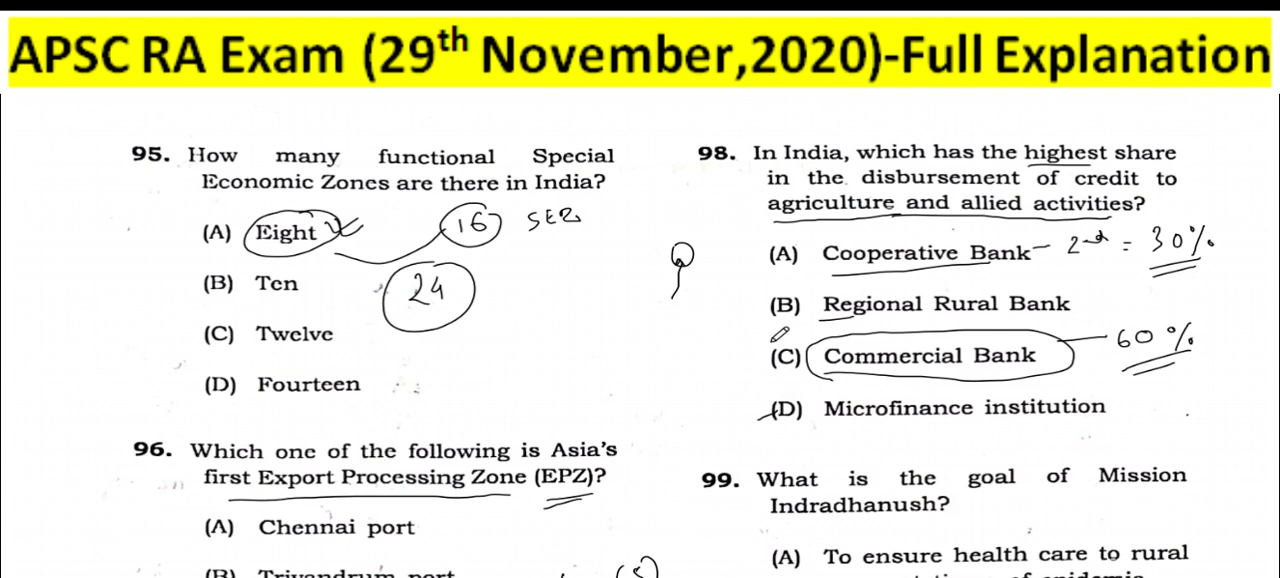 APSC RA Exam (29th November,2020)-Full Explanation
95. How many functional Special
Economic Zones are there in India?
(A) Eight
16 SEZ
(B) Ten
24
(C) Twelve
(D) Fourteen
96. Which one of the following is Asia's
first Export Processing Zone (EPZ)?
(A) Chennai port
(B) Trivandrum port
98. In India, which has the highest share
in the disbursement of credit to
agriculture and allied activities?
(A) Cooperative Bank - 2nd = 30%
(B) Regional Rural Bank
(C) Commercial Bank - 60%
(D) Microfinance institution
99. What is the goal of Mission
Indradhanush?
(A) To ensure health care to rural